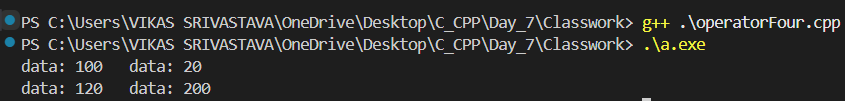 PS C:\Users\VIKAS SRIVASTAVA\OneDrive\Desktop\C_CPP\Day_7\Classwork> g++ .\operatorFour.cpp
PS C:\Users\VIKAS SRIVASTAVA\OneDrive\Desktop\C_CPP\Day_7\Classwork> .\a.exe
data: 100   data: 20
data: 120   data: 200